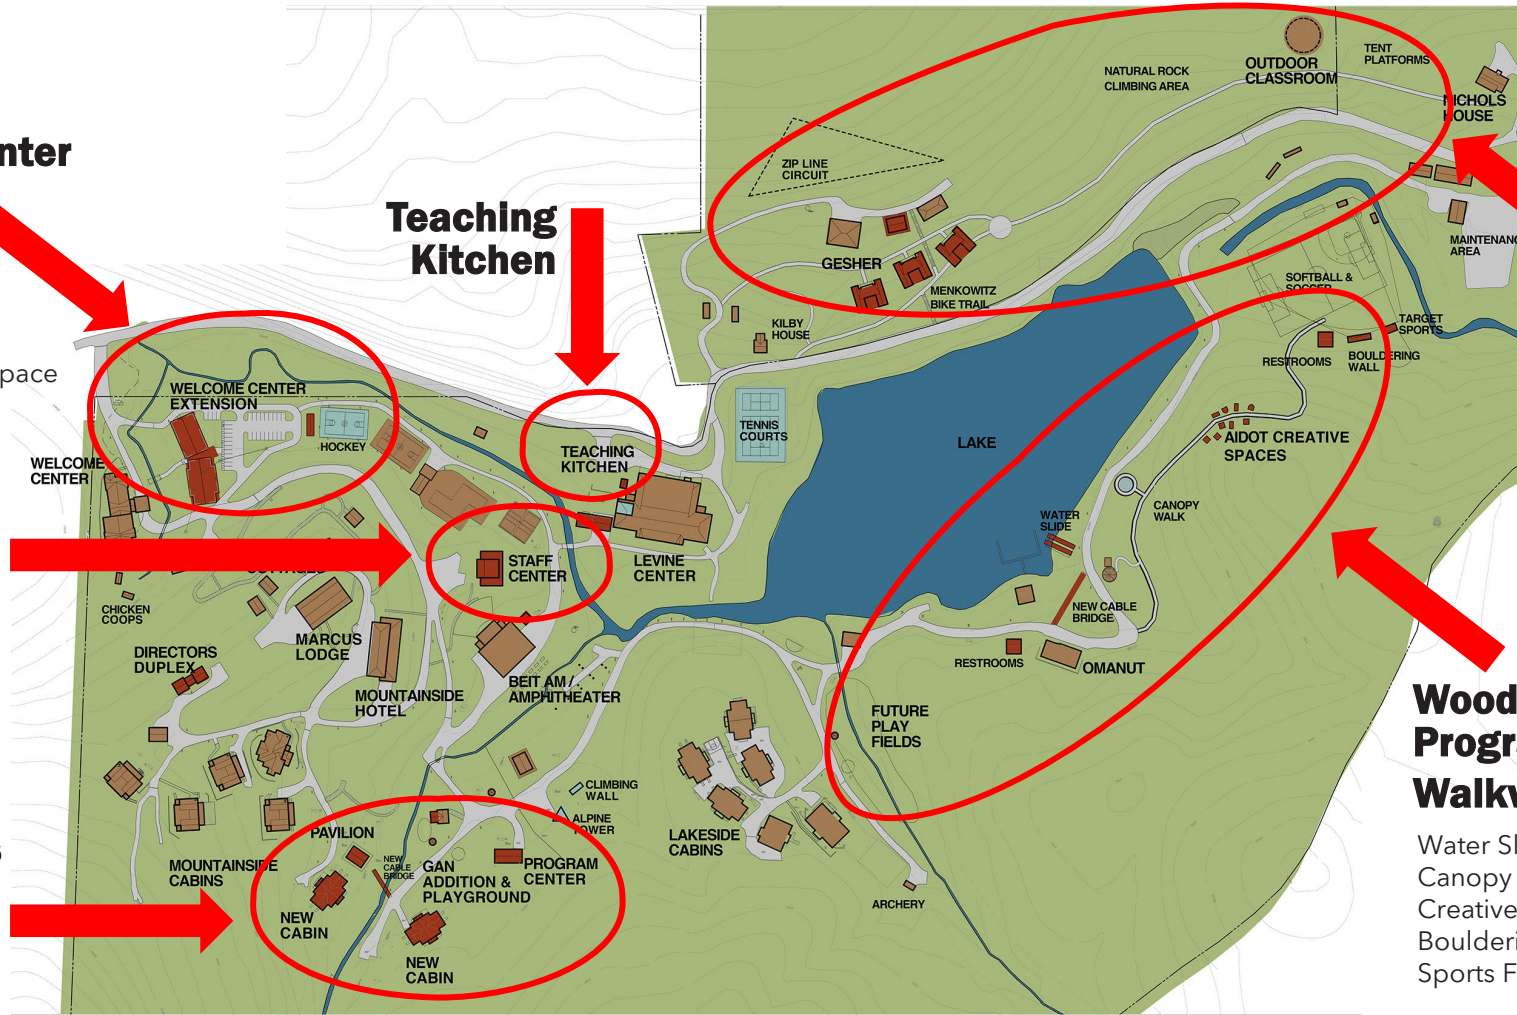 OUTDOOR
CLASSROOM
TENT
PLATFORMS
NATURAL ROCK
CLIMBING AREA
NICHOLS
HOUSE
nter
ZIP LINE
CIRCUIT
Teaching
Kitchen
GESHER
MENKOWITZ
BIKE TRAIL
MAINTENANC
AREA
SOFTBALL &
SOCCER
KILBY
HOUSE
TARGET
SPORTS
RESTROOMS
BOULDERING
WALL
pace
WELCOME CENTER
EXTENSION
HOCKEY
TENNIS
COURTS
LAKE
AIDOT CREATIVE
SPACES
TEACHING
KITCHEN
WELCOME
CENTER
CANOPY
WALK
WATER
SLIDE
STAFF
CENTER
LEVINE
CENTER
CHICKEN
COOPS
NEW CABLE
BRIDGE
MARCUS
LODGE
DIRECTORS
DUPLEX
RESTROOMS
OMANUT
MOUNTAINSIDE
HOTEL
BEIT AM /
AMPHITHEATER
FUTURE
PLAY
FIELDS
Wood
Progr
Walkw
CLIMBING
WALL
ALPINE
TOWER
PAVILION
LAKESIDE
CABINS
MOUNTAINSIDE
CABINS
NEW
CABLE
BRIDGE
GAN
ADDITION &
PLAYGROUND
PROGRAM
CENTER
Water Sl
Canopy
Creative
Boulderi
Sports F
ARCHERY
NEW
CABIN
NEW
CABIN